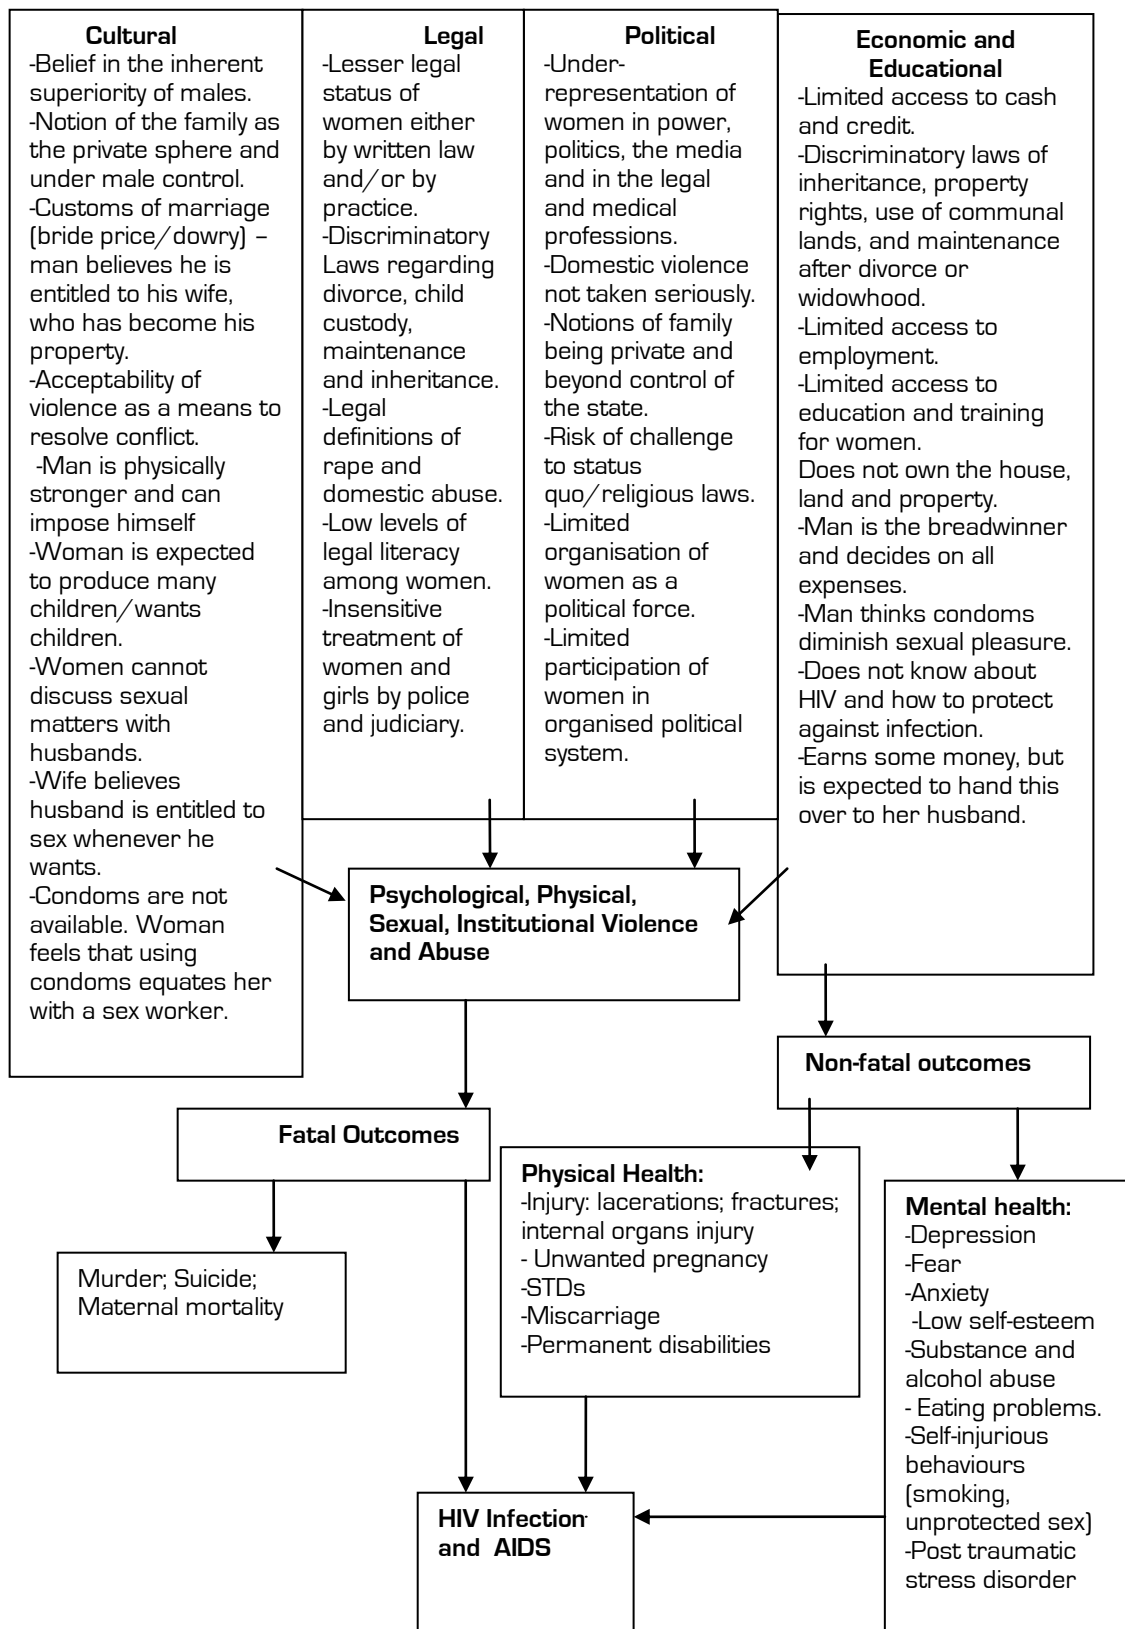 Cultural
-Belief in the inherent
superiority of males.
-Notion of the family as
the private sphere and
under male control.
-Customs of marriage
(bride price/dowry) –
man believes he is
entitled to his wife,
who has become his
property.
-Acceptability of
violence as a means to
resolve conflict.
-Man is physically
stronger and can
impose himself
-Woman is expected
to produce many
children/wants
children.
-Women cannot
discuss sexual
matters with
husbands.
-Wife believes
husband is entitled to
sex whenever he
wants.
-Condoms are not
available. Woman
feels that using
condoms equates her
with a sex worker.
Legal
-Lesser legal
status of
women either
by written law
and/or by
practice.
-Discriminatory
Laws regarding
divorce, child
custody,
maintenance
and inheritance.
-Legal
definitions of
rape and
domestic abuse.
-Low levels of
legal literacy
among women.
-Insensitive
treatment of
women and
girls by police
and judiciary.
Political
-Under-
representation of
women in power,
politics, the media
and in the legal
and medical
professions.
-Domestic violence
not taken seriously.
-Notions of family
being private and
beyond control of
the state.
-Risk of challenge
to status
quo/religious laws.
-Limited
organisation of
women as a
political force.
-Limited
participation of
women in
organised political
system.
Economic and
Educational
-Limited access to cash
and credit.
-Discriminatory laws of
inheritance, property
rights, use of communal
lands, and maintenance
after divorce or
widowhood.
-Limited access to
employment.
-Limited access to
education and training
for women.
Does not own the house,
land and property.
-Man is the breadwinner
and decides on all
expenses.
-Man thinks condoms
diminish sexual pleasure.
-Does not know about
HIV and how to protect
against infection.
-Earns some money, but
is expected to hand this
over to her husband.
Psychological, Physical,
Sexual, Institutional Violence
and Abuse
Non-fatal outcomes
Fatal Outcomes
Murder; Suicide;
Maternal mortality
Physical Health:
-Injury: lacerations; fractures;
internal organs injury
- Unwanted pregnancy
-STDs
-Miscarriage
-Permanent disabilities
Mental health:
-Depression
-Fear
-Anxiety
-Low self-esteem
-Substance and
alcohol abuse
- Eating problems.
-Self-injurious
behaviours
(smoking,
unprotected sex)
-Post traumatic
stress disorder
HIV Infection
and AIDS